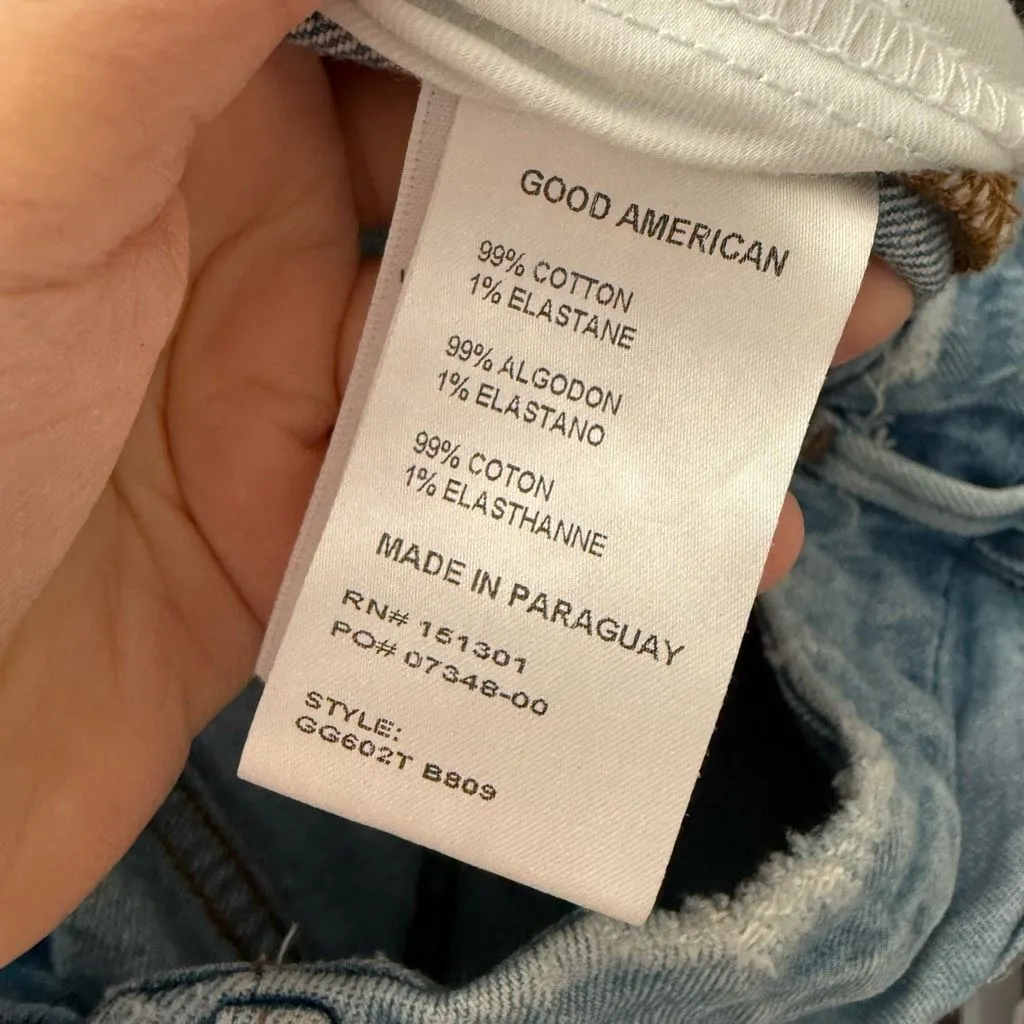 GOOD AMERICAN
99% COTTON
1% ELASTANE
99% ALGODON
1% ELASTANO
99% COTON
1% ELASTHANNE
MADE IN PARAGUAY
RN# 151301
PO# 07348-00
STYLE:
GG602T B809